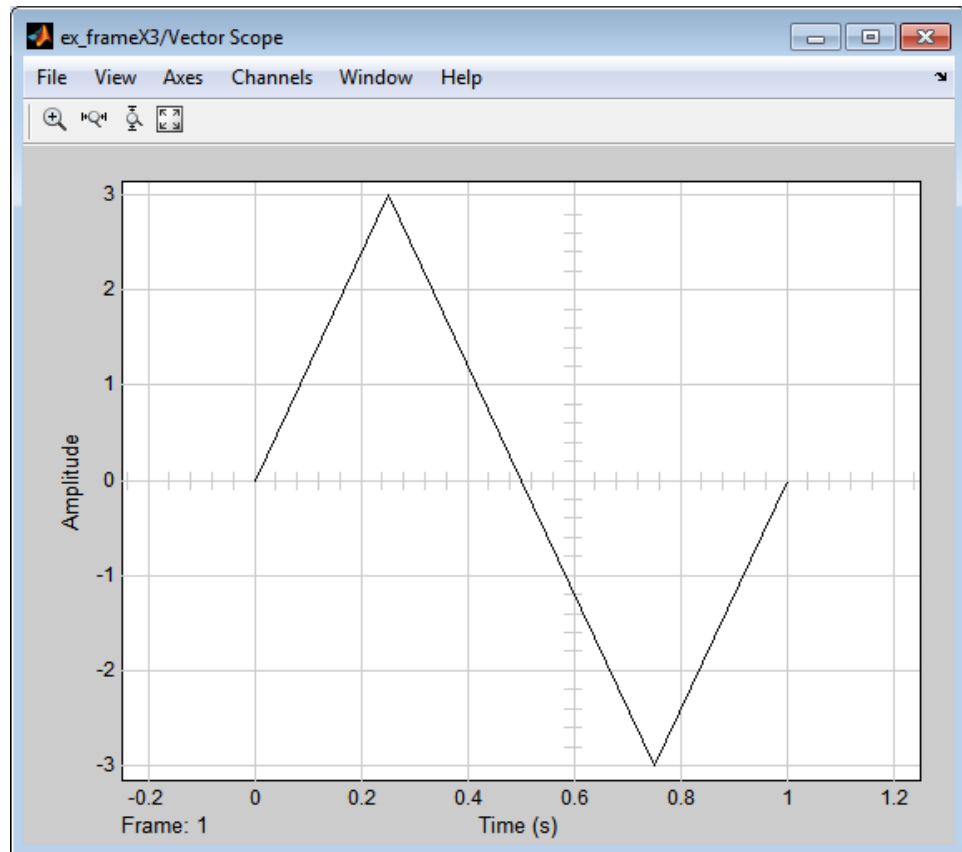 ex_frameX3/Vector Scope
File View Axes Channels Window Help
3
2
1
0
-1
-2
-3
Amplitude
-0.2 0 0.2 0.4 0.6 0.8 1 1.2
Frame: 1 Time (s)